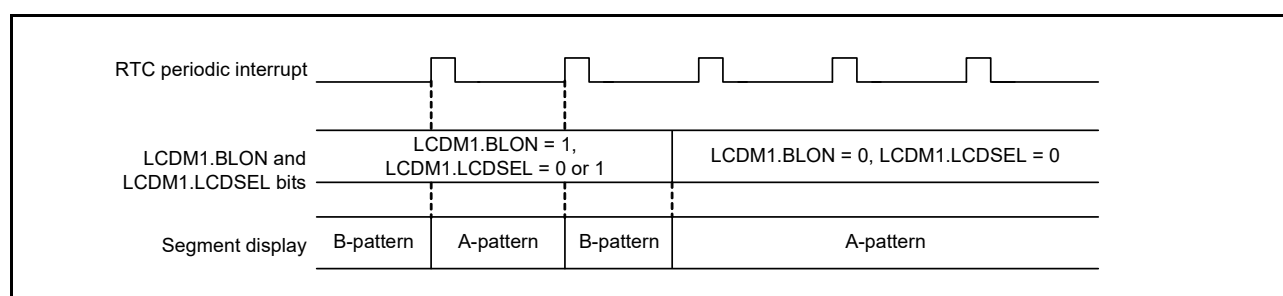 RTC periodic interrupt
LCDM1.BLON and
LCDM1.LCDSEL bits
LCDM1.BLON = 1,
LCDM1.LCDSEL = 0 or 1
LCDM1.BLON = 0, LCDM1.LCDSEL = 0
Segment display
B-pattern
A-pattern
B-pattern
A-pattern